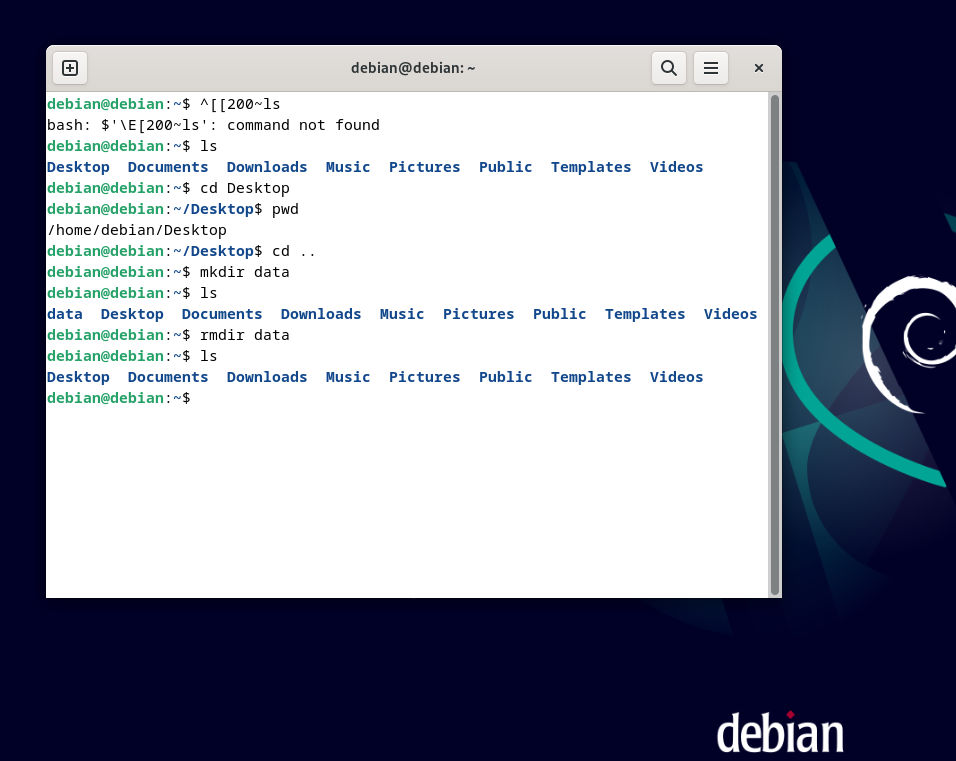 debian@debian: ~
debian@debian:~$ ^[[200~ls
bash: $'\E[200~ls': command not found
debian@debian:~$ ls
Desktop  Documents  Downloads  Music  Pictures  Public  Templates  Videos
debian@debian:~$ cd Desktop
debian@debian:~/Desktop$ pwd
/home/debian/Desktop
debian@debian:~/Desktop$ cd ..
debian@debian:~$ mkdir data
debian@debian:~$ ls
data  Desktop  Documents  Downloads  Music  Pictures  Public  Templates  Videos
debian@debian:~$ rmdir data
debian@debian:~$ ls
Desktop  Documents  Downloads  Music  Pictures  Public  Templates  Videos
debian@debian:~$
debian